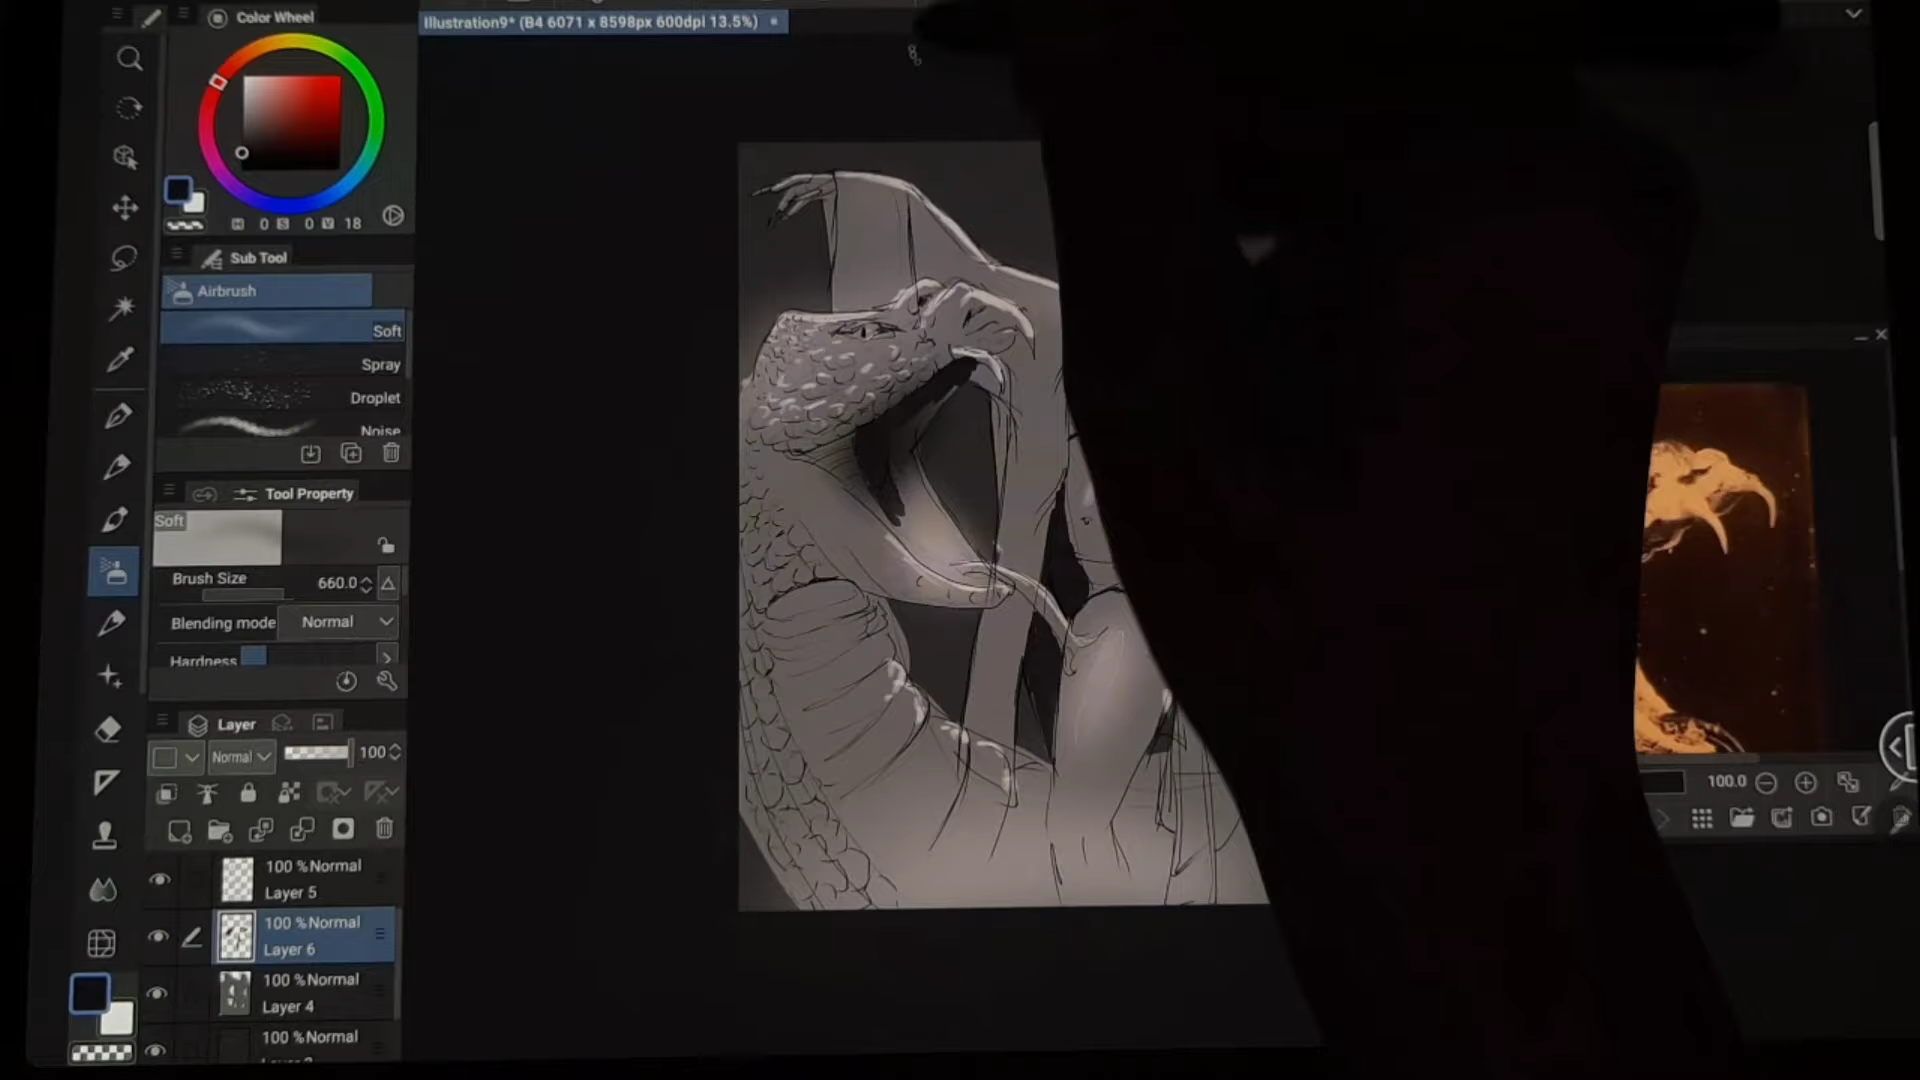 Color Wheel
Illustration9* (B4 6071 x 8598px 600dpi 13.5%)
H 0 S 0 V 18
Sub Tool
Airbrush
Soft
Spray
Droplet
Noise
Tool Property
Soft
Brush Size 660.0
Blending mode Normal
Hardness
Layer
Normal 100
100 %Normal
Layer 5
100 %Normal
Layer 6
100 %Normal
Layer 4
100 %Normal
100.0